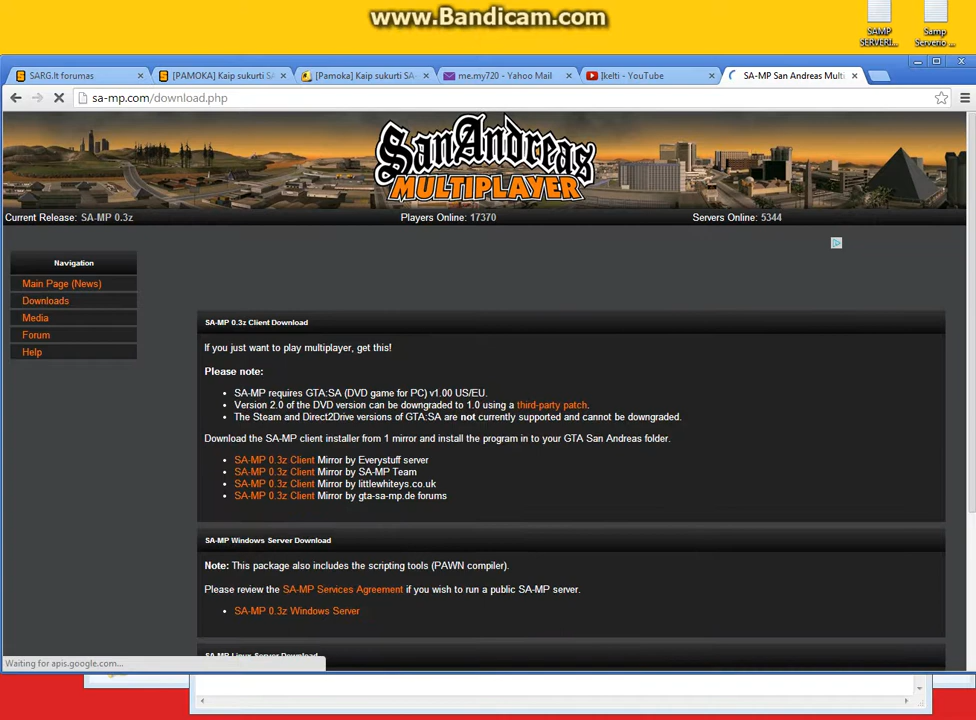 www.Bandicam.com
SAMP
SERVERI...
Samp
Serverio ...
SARG.lt forumas
[PAMOKA] Kaip sukurti SA
[Pamoka] Kaip sukurti SA-
me.my720 - Yahoo Mail
Įkelti - YouTube
SA-MP San Andreas Multi
sa-mp.com/download.php
San Andreas
MULTIPLAYER
Current Release: SA-MP 0.3z
Players Online: 17370
Servers Online: 5344
Navigation
Main Page (News)
Downloads
Media
Forum
Help
SA-MP 0.3z Client Download
If you just want to play multiplayer, get this!
Please note:
SA-MP requires GTA:SA (DVD game for PC) v1.00 US/EU.
Version 2.0 of the DVD version can be downgraded to 1.0 using a third-party patch.
The Steam and Direct2Drive versions of GTA:SA are not currently supported and cannot be downgraded.
Download the SA-MP client installer from 1 mirror and install the program in to your GTA San Andreas folder.
SA-MP 0.3z Client Mirror by Everystuff server
SA-MP 0.3z Client Mirror by SA-MP Team
SA-MP 0.3z Client Mirror by littlewhiteys.co.uk
SA-MP 0.3z Client Mirror by gta-sa-mp.de forums
SA-MP Windows Server Download
Note: This package also includes the scripting tools (PAWN compiler).
Please review the SA-MP Services Agreement if you wish to run a public SA-MP server.
SA-MP 0.3z Windows Server
SA-MP Linux Server Download
Waiting for apis.google.com...